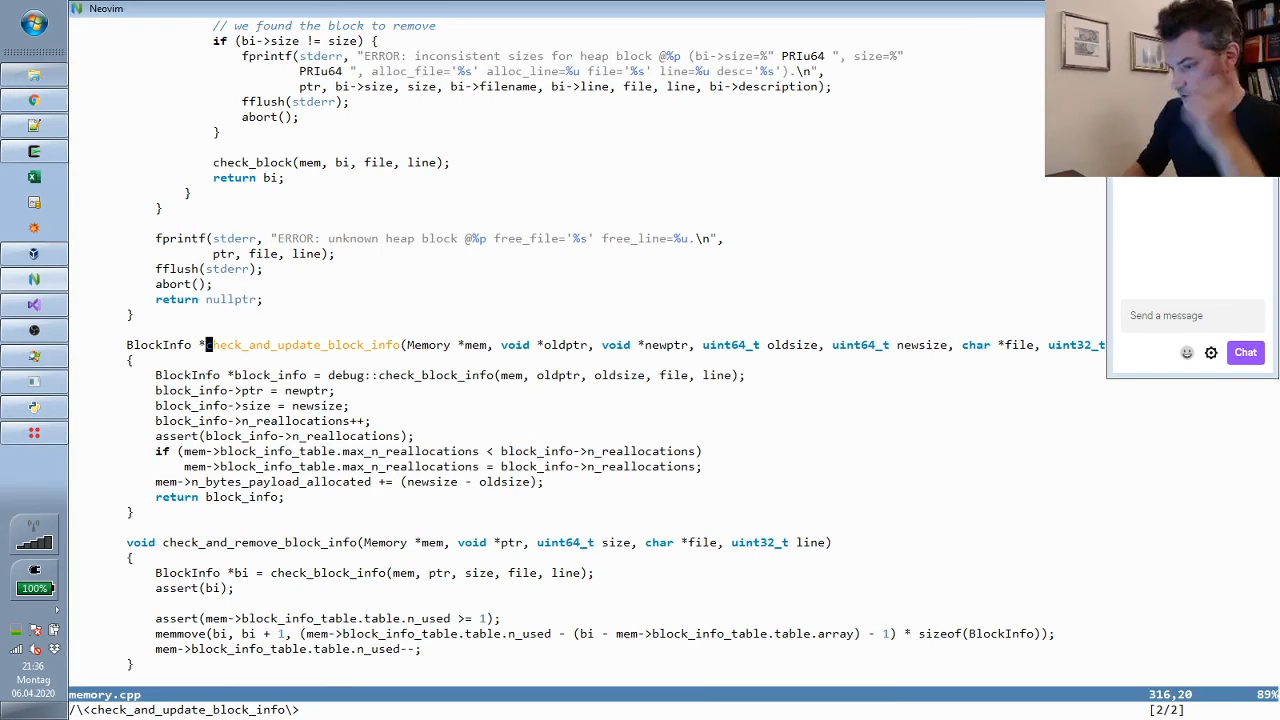 Neovim
// we found the block to remove
if (bi->size != size) {
fprintf(stderr, "ERROR: inconsistent sizes for heap block @%p (bi->size=%" PRIu64 ", size=%"
PRIu64 ", alloc_file='%s' alloc_line=%u file='%s' line=%u desc='%s').\n",
ptr, bi->size, size, bi->filename, bi->line, file, line, bi->description);
fflush(stderr);
abort();
}
check_block(mem, bi, file, line);
return bi;
}
}
fprintf(stderr, "ERROR: unknown heap block @%p free_file='%s' free_line=%u.\n",
ptr, file, line);
fflush(stderr);
abort();
return nullptr;
}
BlockInfo *check_and_update_block_info(Memory *mem, void *oldptr, void *newptr, uint64_t oldsize, uint64_t newsize, char *file, uint32_t
{
BlockInfo *block_info = debug::check_block_info(mem, oldptr, oldsize, file, line);
block_info->ptr = newptr;
block_info->size = newsize;
block_info->n_reallocations++;
assert(block_info->n_reallocations);
if (mem->block_info_table.max_n_reallocations < block_info->n_reallocations)
mem->block_info_table.max_n_reallocations = block_info->n_reallocations;
mem->n_bytes_payload_allocated += (newsize - oldsize);
return block_info;
}
void check_and_remove_block_info(Memory *mem, void *ptr, uint64_t size, char *file, uint32_t line)
{
BlockInfo *bi = check_block_info(mem, ptr, size, file, line);
assert(bi);
assert(mem->block_info_table.table.n_used >= 1);
memmove(bi, bi + 1, (mem->block_info_table.table.n_used - (bi - mem->block_info_table.table.array) - 1) * sizeof(BlockInfo));
mem->block_info_table.table.n_used--;
}
memory.cpp 316,20 89%
/\<check_and_update_block_info\> [2/2]
Send a message
Chat
100%
21:36
Montag
06.04.2020